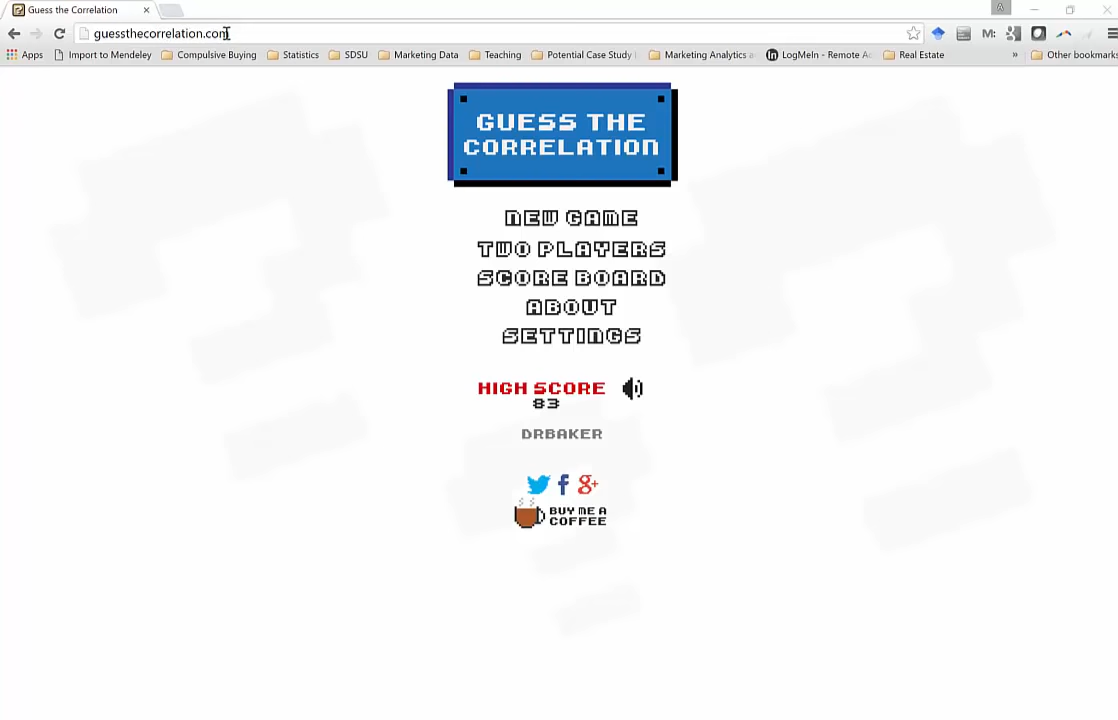 Guess the Correlation
A
guessthecorrelation.com
M:
Apps Import to Mendeley Compulsive Buying Statistics SDSU Marketing Data Teaching Potential Case Study Marketing Analytics a LogMeIn - Remote Ac Real Estate » Other bookmarks
GUESS THE
CORRELATION
NEW GAME
TWO PLAYERS
SCORE BOARD
ABOUT
SETTINGS
HIGH SCORE
83
DRBAKER
BUY ME A
COFFEE